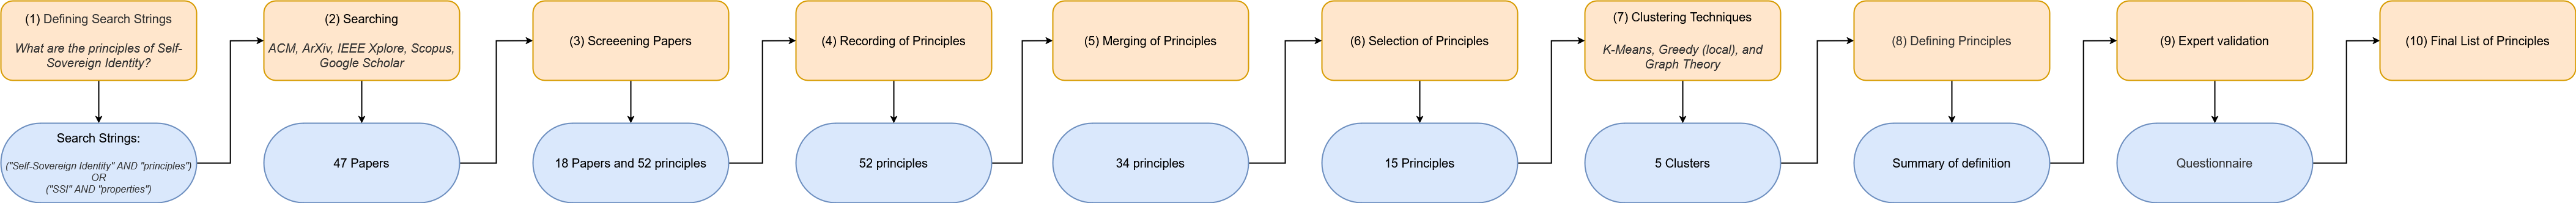 (1) Defining Search Strings
What are the principles of Self-
Sovereign Identity?
(2) Searching
ACM, ArXiv, IEEE Xplore, Scopus,
Google Scholar
(3) Screeening Papers
(4) Recording of Principles
(5) Merging of Principles
(6) Selection of Principles
(7) Clustering Techniques
K-Means, Greedy (local), and
Graph Theory
(8) Defining Principles
(9) Expert validation
(10) Final List of Principles
Search Strings:
("Self-Sovereign Identity" AND "principles")
OR
("SSI" AND "properties")
47 Papers
18 Papers and 52 principles
52 principles
34 principles
15 Principles
5 Clusters
Summary of definition
Questionnaire